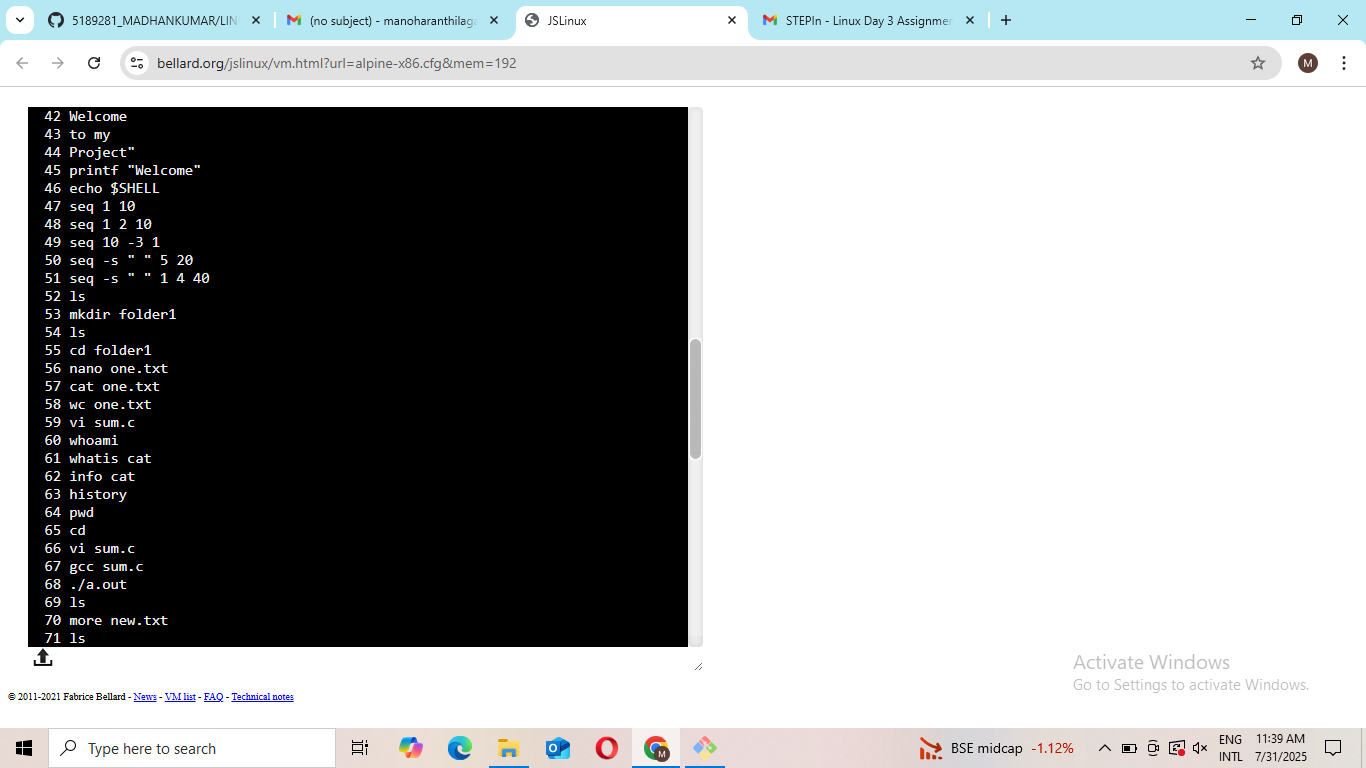 5189281_MADHANKUMAR/LIN
(no subject) - manoharanthilaga
JSLinux
STEPIn - Linux Day 3 Assignmen
bellard.org/jslinux/vm.html?url=alpine-x86.cfg&mem=192
M
42 Welcome
43 to my
44 Project"
45 printf "Welcome"
46 echo $SHELL
47 seq 1 10
48 seq 1 2 10
49 seq 10 -3 1
50 seq -s " " 5 20
51 seq -s " " 1 4 40
52 ls
53 mkdir folder1
54 ls
55 cd folder1
56 nano one.txt
57 cat one.txt
58 wc one.txt
59 vi sum.c
60 whoami
61 whatis cat
62 info cat
63 history
64 pwd
65 cd
66 vi sum.c
67 gcc sum.c
68 ./a.out
69 ls
70 more new.txt
71 ls
Activate Windows
Go to Settings to activate Windows.
© 2011-2021 Fabrice Bellard - News - VM list - FAQ - Technical notes
Type here to search
M
BSE midcap -1.12%
ENG
INTL
11:39 AM
7/31/2025